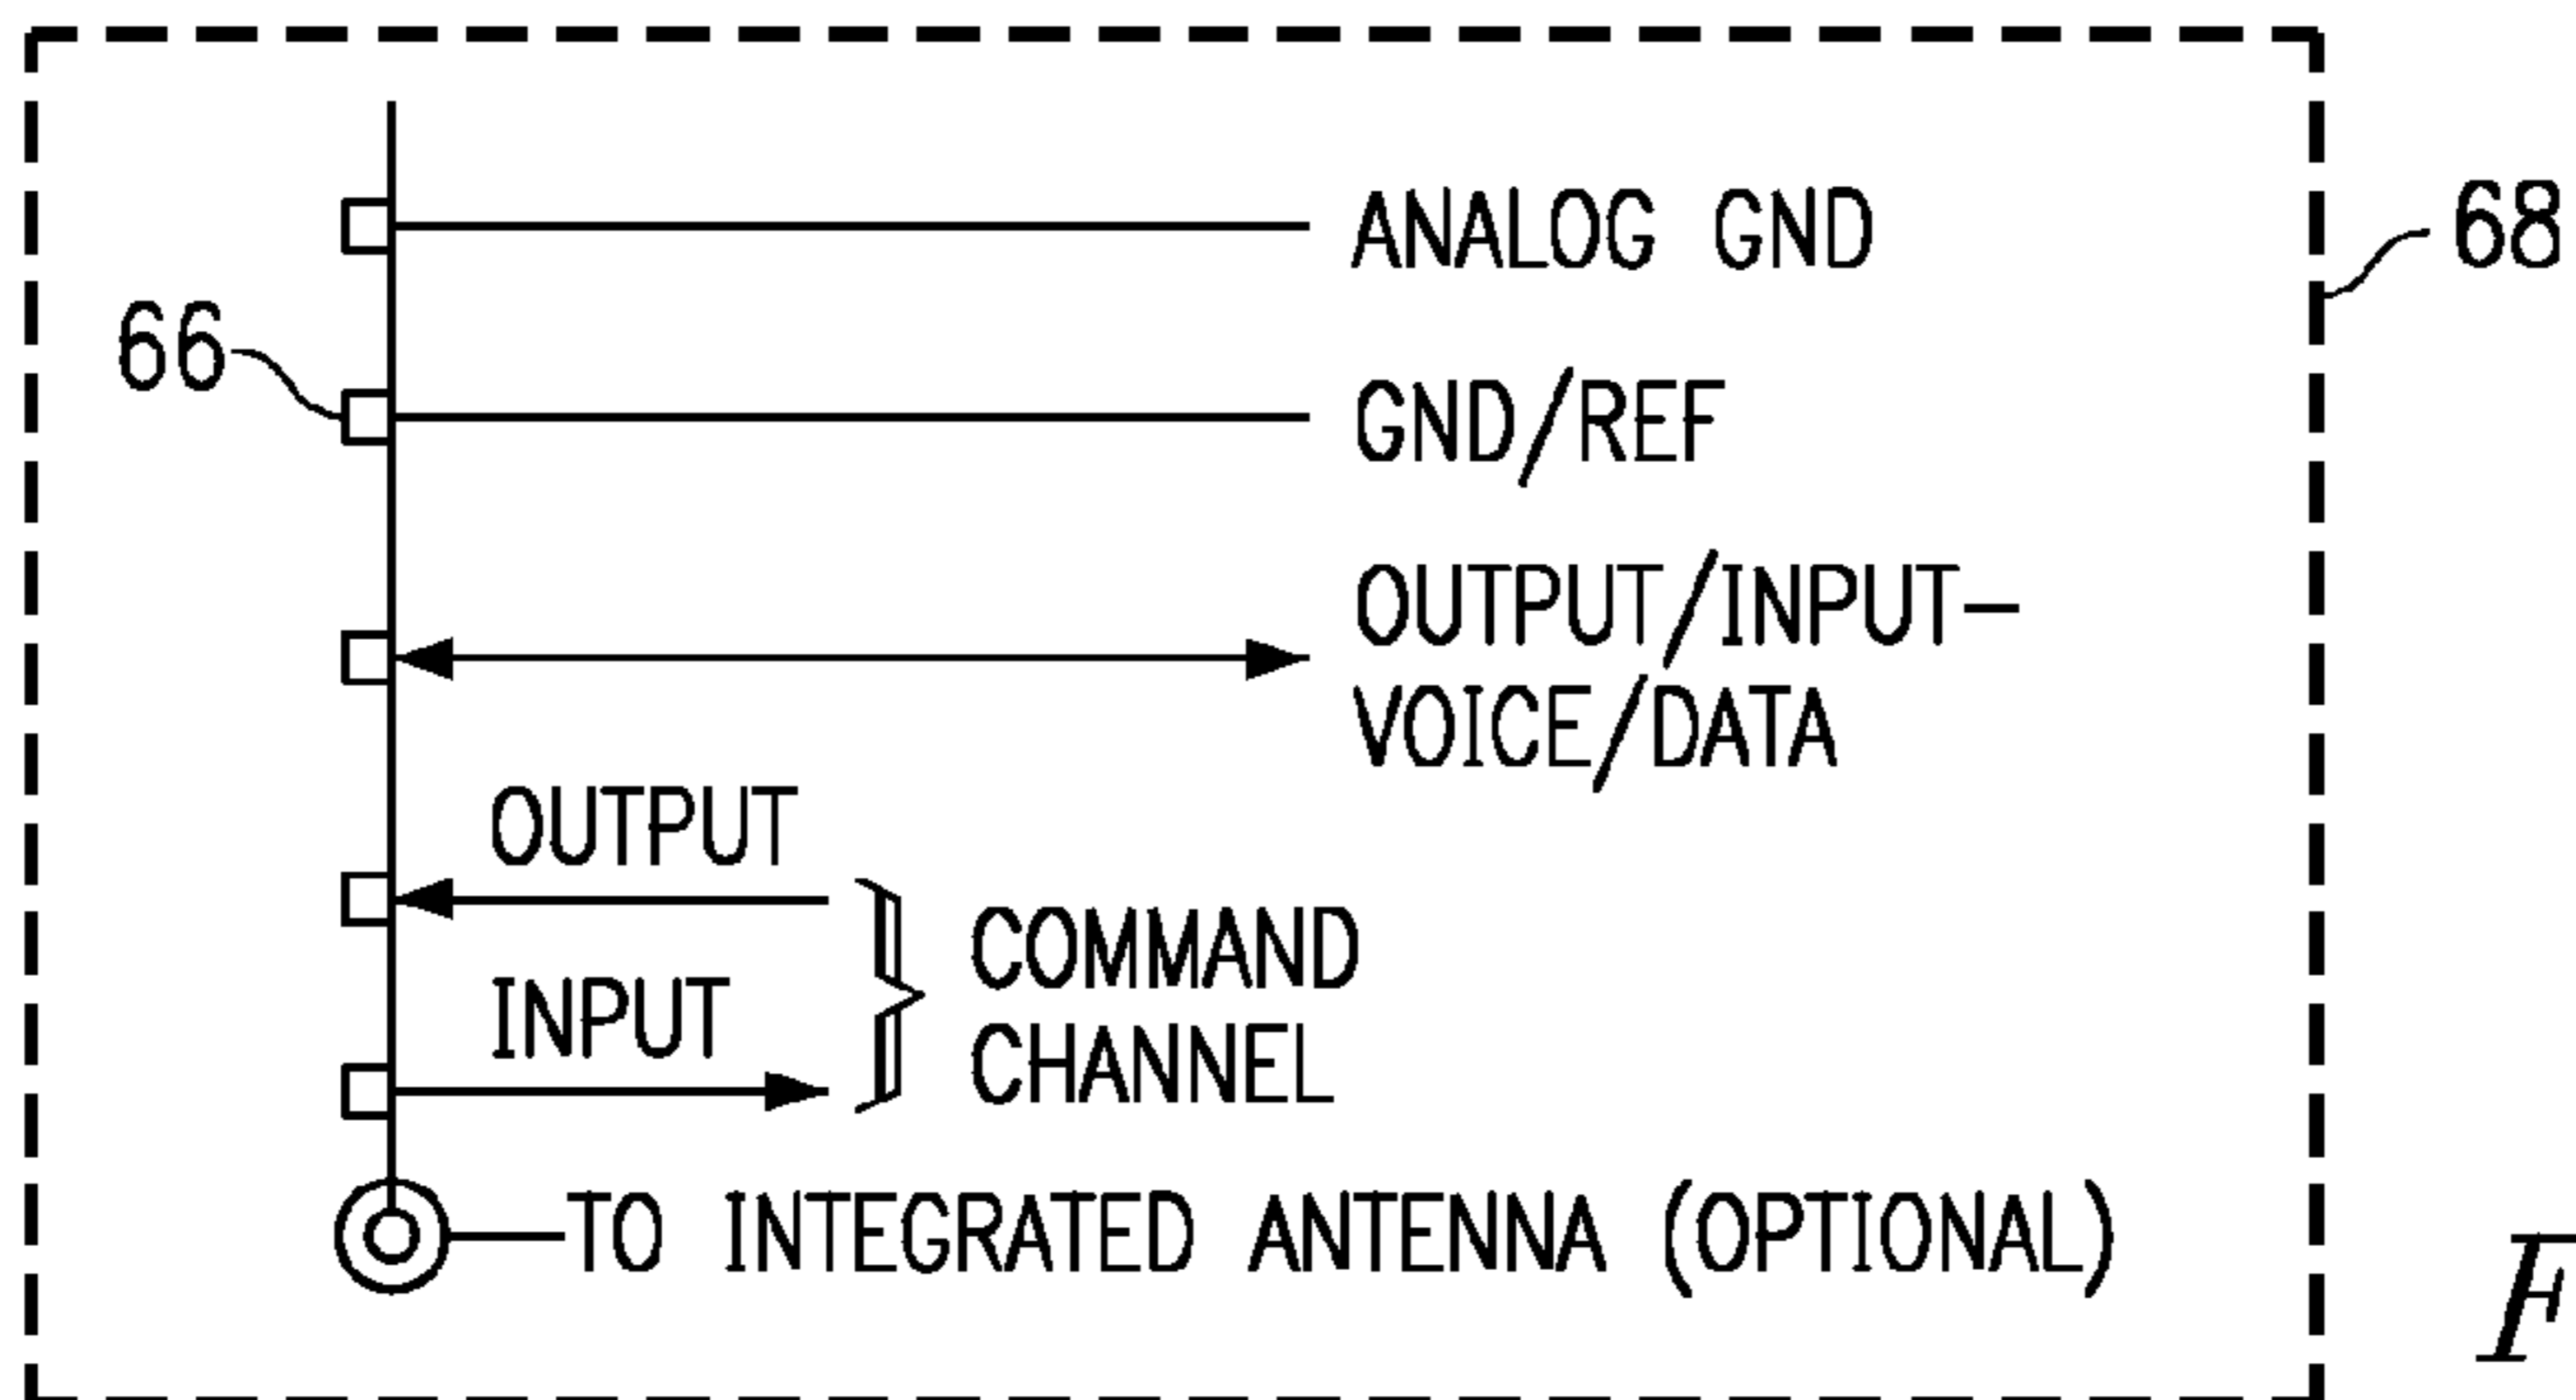 ANALOG GND
68
66
GND/REF
OUTPUT/INPUT-
VOICE/DATA
OUTPUT
INPUT
COMMAND
CHANNEL
TO INTEGRATED ANTENNA (OPTIONAL)
F